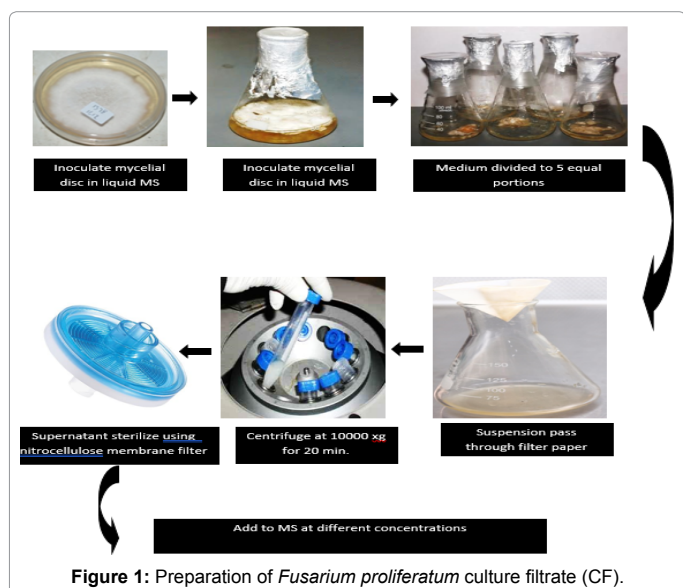 Inoculate mycelial
disc in liquid MS
Inoculate mycelial
disc in liquid MS
Medium divided to 5 equal
portions
Suspension pass
through filter paper
Centrifuge at 10000 xg
for 20 min.
Supernatant sterilize using
nitrocellulose membrane filter
Add to MS at different concentrations
Figure 1: Preparation of Fusarium proliferatum culture filtrate (CF).